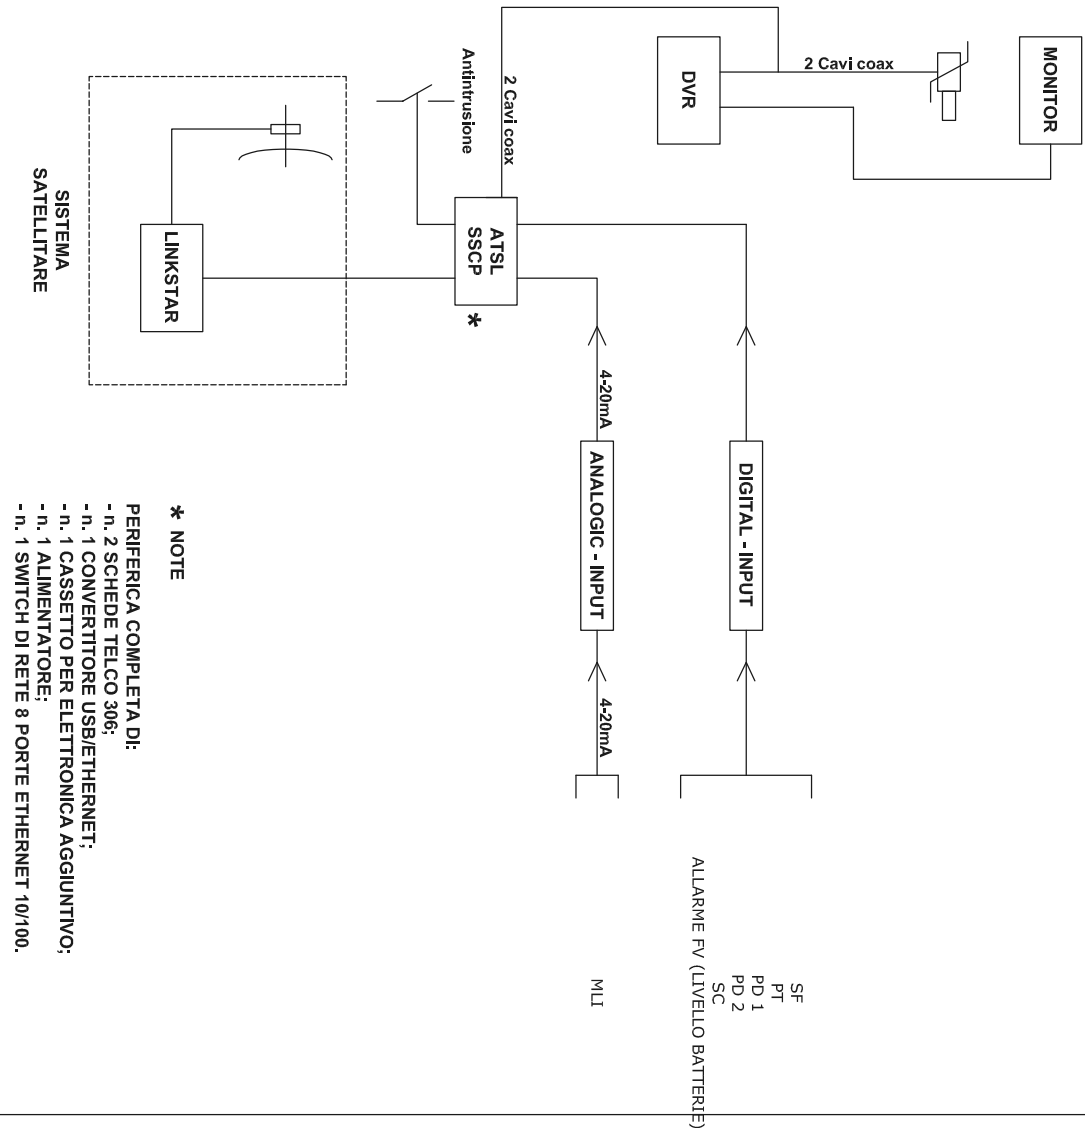 MONITOR
2 Cavi coax
DVR
2 Cavi coax
Antintrusione
ATSL
SSCP
*
LINKSTAR
SISTEMA
SATELLITARE
DIGITAL - INPUT
4-20mA
ANALOGIC - INPUT
4-20mA
SF
PT
PD 1
PD 2
SC
ALLARME FV (LIVELLO BATTERIE)
MLI
* NOTE
PERIFERICA COMPLETA DI:
- n. 2 SCHEDE TELCO 306;
- n. 1 CONVERTITORE USB/ETHERNET;
- n. 1 CASSETTO PER ELETTRONICA AGGIUNTIVO;
- n. 1 ALIMENTATORE;
- n. 1 SWITCH DI RETE 8 PORTE ETHERNET 10/100.